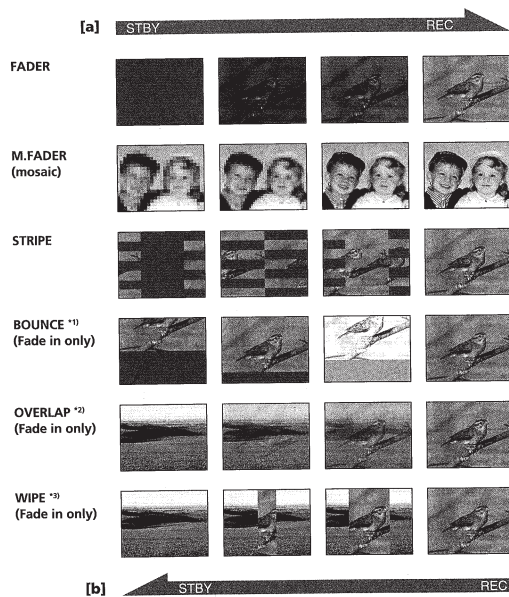 [a] STBY REC
FADER
M.FADER
(mosaic)
STRIPE
BOUNCE *1)
(Fade in only)
OVERLAP *2)
(Fade in only)
WIPE *3)
(Fade in only)
[b] STBY REC